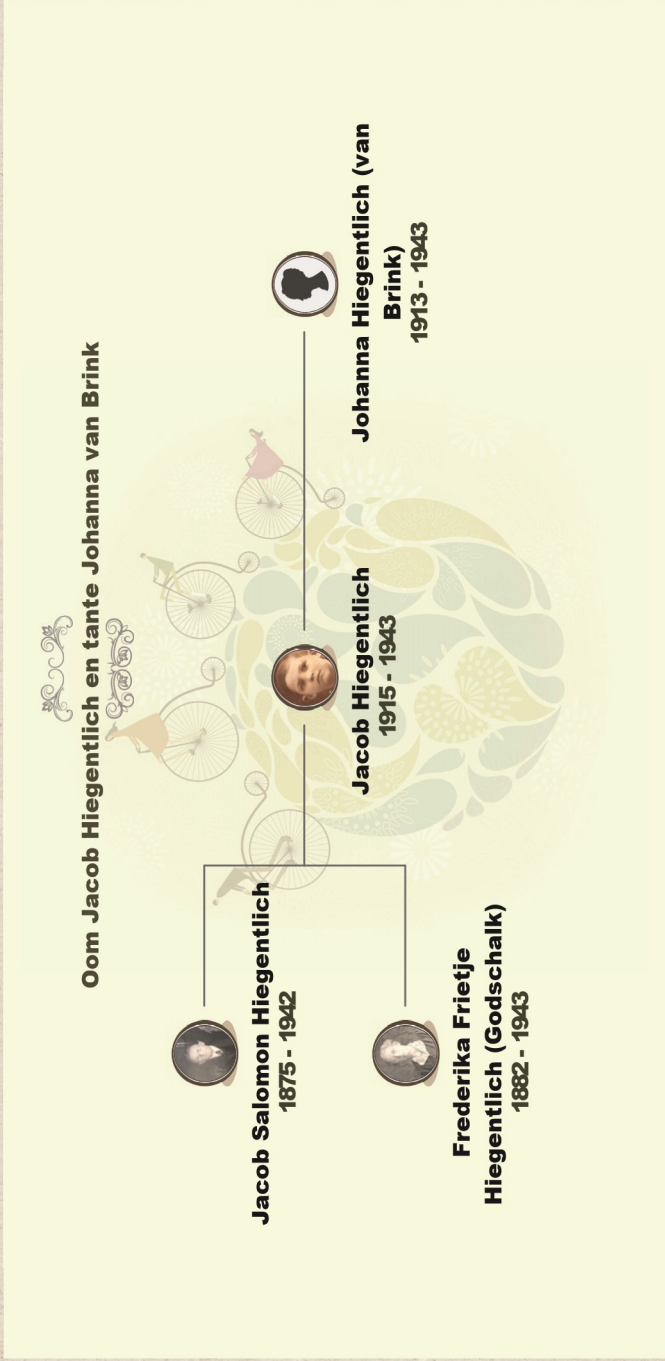 Oom Jacob Hiegentlich en tante Johanna van Brink
Jacob Salomon Hiegentlich
1875 - 1942
Frederika Frietje
Hiegentlich (Godschalk)
1882 - 1943
Jacob Hiegentlich
1915 - 1943
Johanna Hiegentlich (van
Brink)
1913 - 1943